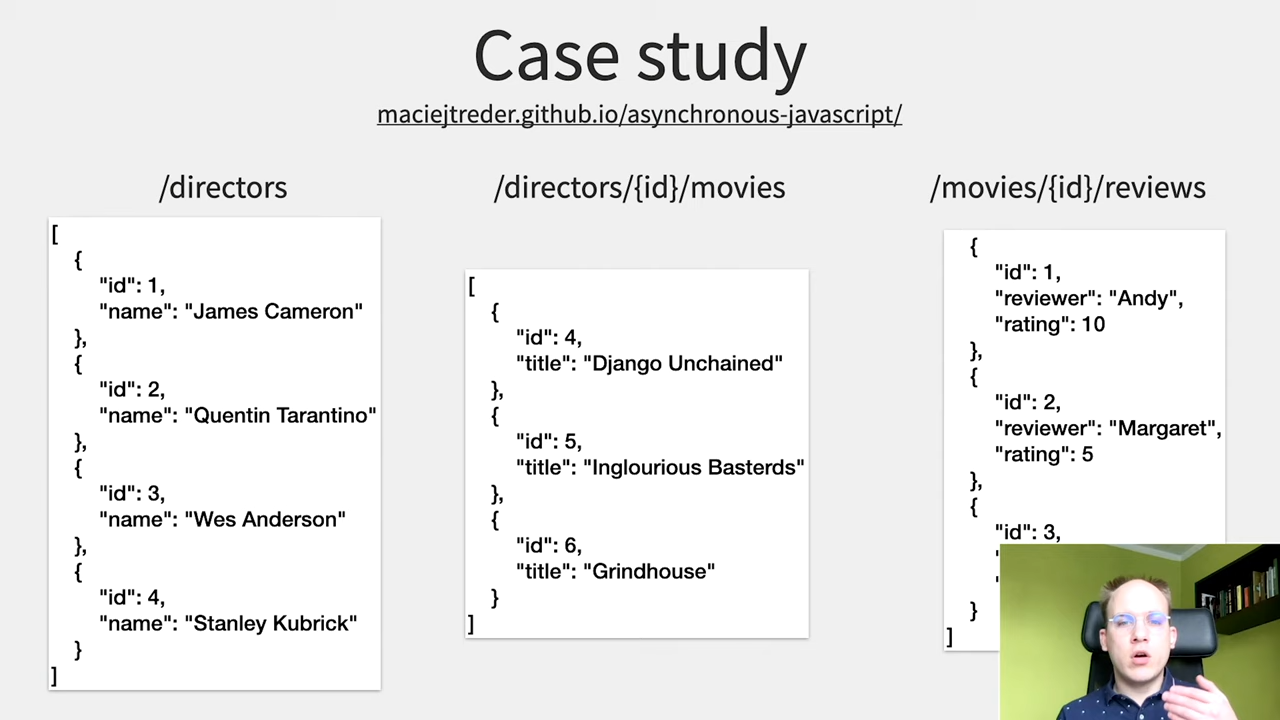 Case study
maciejtreder.github.io/asynchronous-javascript/
/directors
[
{
"id": 1,
"name": "James Cameron"
},
{
"id": 2,
"name": "Quentin Tarantino"
},
{
"id": 3,
"name": "Wes Anderson"
},
{
"id": 4,
"name": "Stanley Kubrick"
}
]
/directors/{id}/movies
[
{
"id": 4,
"title": "Django Unchained"
},
{
"id": 5,
"title": "Inglourious Basterds"
},
{
"id": 6,
"title": "Grindhouse"
}
]
/movies/{id}/reviews
{
"id": 1,
"reviewer": "Andy",
"rating": 10
},
{
"id": 2,
"reviewer": "Margaret",
"rating": 5
},
{
"id": 3,
}
]